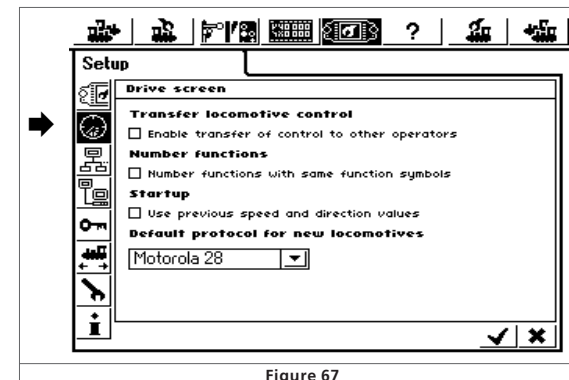 ?
Setup
Drive screen
Transfer locomotive control
Enable transfer of control to other operators
Number functions
Number functions with same function symbols
Startup
Use previous speed and direction values
Default protocol for new locomotives
Motorola 28
i
Figure 67